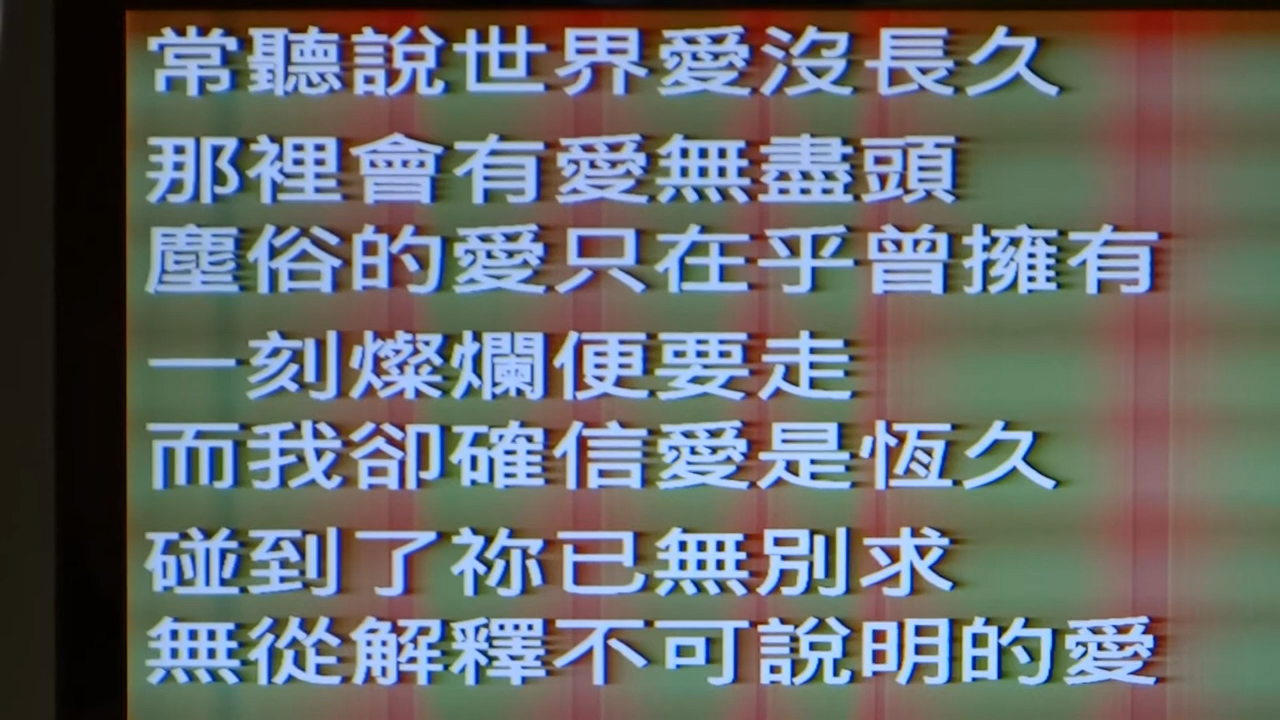 常聽說世界愛沒長久
那裡會有愛無盡頭
塵俗的愛只在乎曾擁有
一刻燦爛便要走
而我卻確信愛是恆久
碰到了祢已無別求
無從解釋不可說明的愛